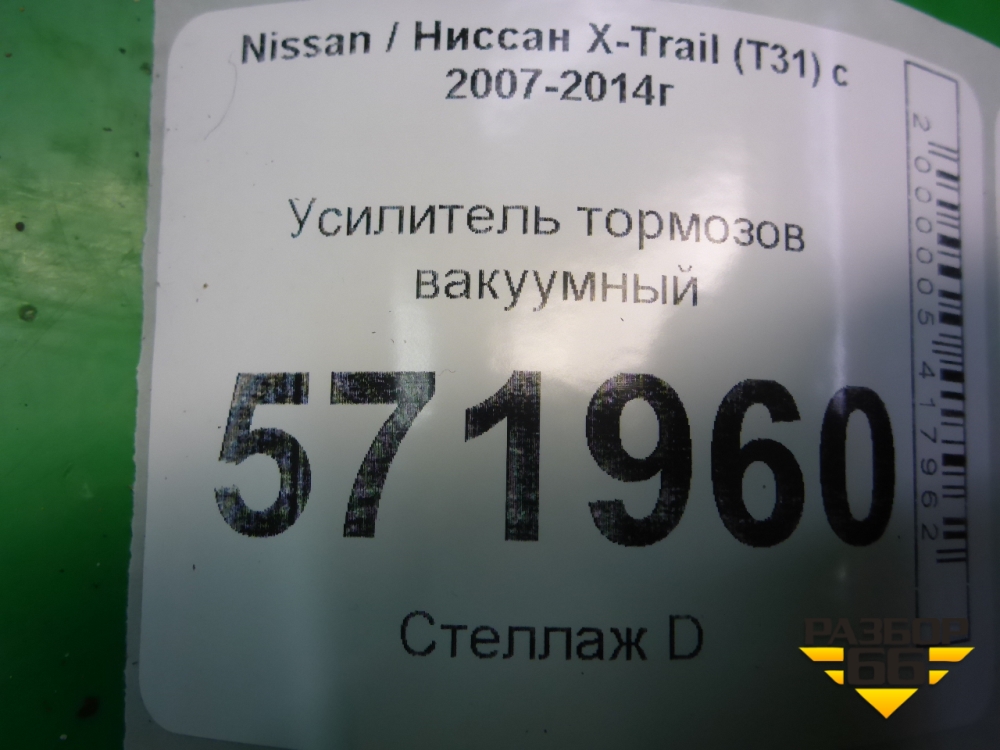 Nissan / Ниссан X-Trail (T31) с
2007-2014г
Усилитель тормозов
вакуумный
571960
Стеллаж D
2000005417962
РАЗБОР
66